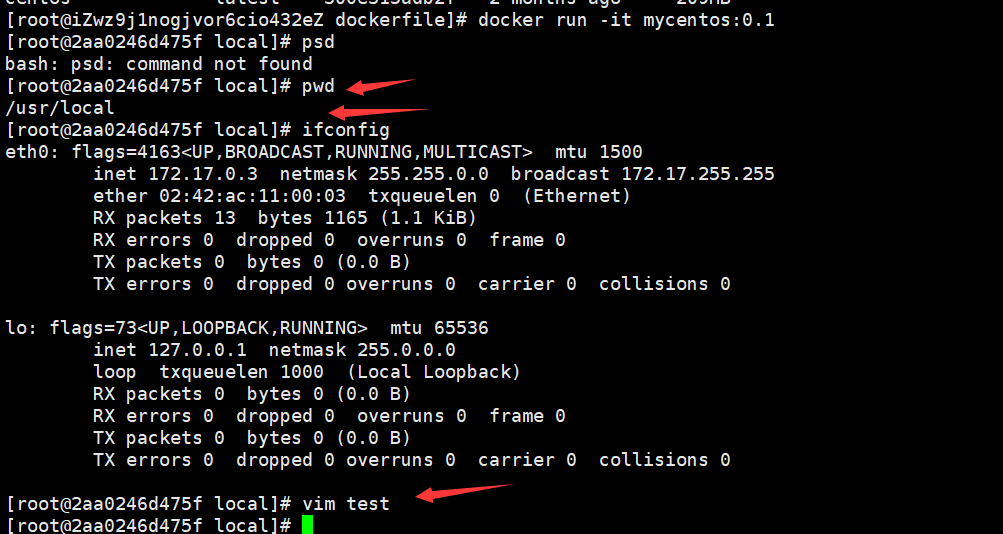 [root@iZwz9j1nogjvor6cio432eZ dockerfile]# docker run -it mycentos:0.1
[root@2aa0246d475f local]# psd
bash: psd: command not found
[root@2aa0246d475f local]# pwd
/usr/local
[root@2aa0246d475f local]# ifconfig
eth0: flags=4163<UP,BROADCAST,RUNNING,MULTICAST>  mtu 1500
        inet 172.17.0.3  netmask 255.255.0.0  broadcast 172.17.255.255
        ether 02:42:ac:11:00:03  txqueuelen 0  (Ethernet)
        RX packets 13  bytes 1165 (1.1 KiB)
        RX errors 0  dropped 0  overruns 0  frame 0
        TX packets 0  bytes 0 (0.0 B)
        TX errors 0  dropped 0 overruns 0  carrier 0  collisions 0
lo: flags=73<UP,LOOPBACK,RUNNING>  mtu 65536
        inet 127.0.0.1  netmask 255.0.0.0
        loop  txqueuelen 1000  (Local Loopback)
        RX packets 0  bytes 0 (0.0 B)
        RX errors 0  dropped 0  overruns 0  frame 0
        TX packets 0  bytes 0 (0.0 B)
        TX errors 0  dropped 0 overruns 0  carrier 0  collisions 0
[root@2aa0246d475f local]# vim test
[root@2aa0246d475f local]#